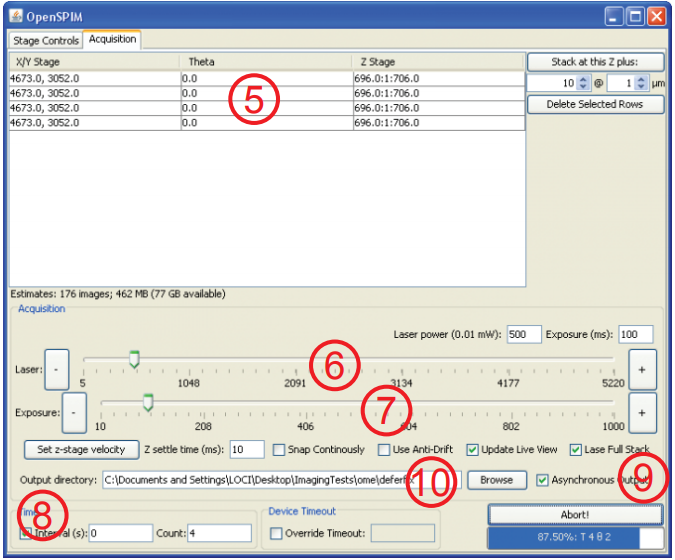 OpenSPIM
Stage Controls Acquisition
X/Y Stage Theta Z Stage Stack at this Z plus:
4673.0, 3052.0 0.0 696.0:1:706.0 10 @ 1 µm
4673.0, 3052.0 0.0 696.0:1:706.0 Delete Selected Rows
4673.0, 3052.0 0.0 696.0:1:706.0
4673.0, 3052.0 0.0 696.0:1:706.0
5
Estimates: 176 images; 462 MB (77 GB available)
Acquisition
Laser power (0.01 mW): 500 Exposure (ms): 100
Laser: - 6 +
5 1048 2091 3134 4177 5220
Exposure: - 7 +
10 208 406 604 802 1000
Set z-stage velocity Z settle time (ms): 10 Snap Continously Use Anti-Drift Update Live View Lase Full Stack
Output directory: C:\Documents and Settings\LOCI\Desktop\ImagingTests\ome\ 10 Browse Asynchronous Output 9
8 Device Timeout Abort!
Interval (s): 0 Count: 4 Override Timeout: 87.50%: T 4 θ 2